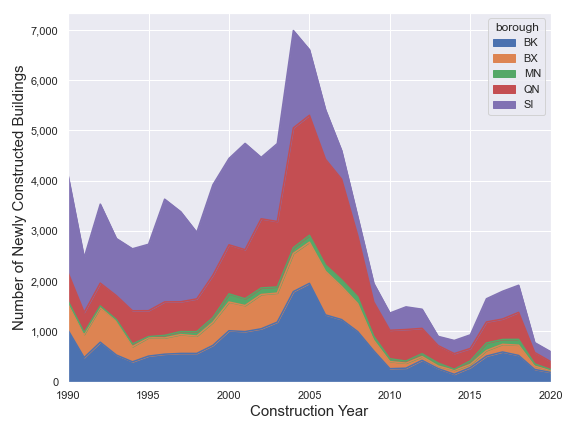 borough
BK
BX
MN
QN
SI
7,000
6,000
5,000
4,000
3,000
2,000
1,000
0
Number of Newly Constructed Buildings
1990
1995
2000
2005
2010
2015
2020
Construction Year